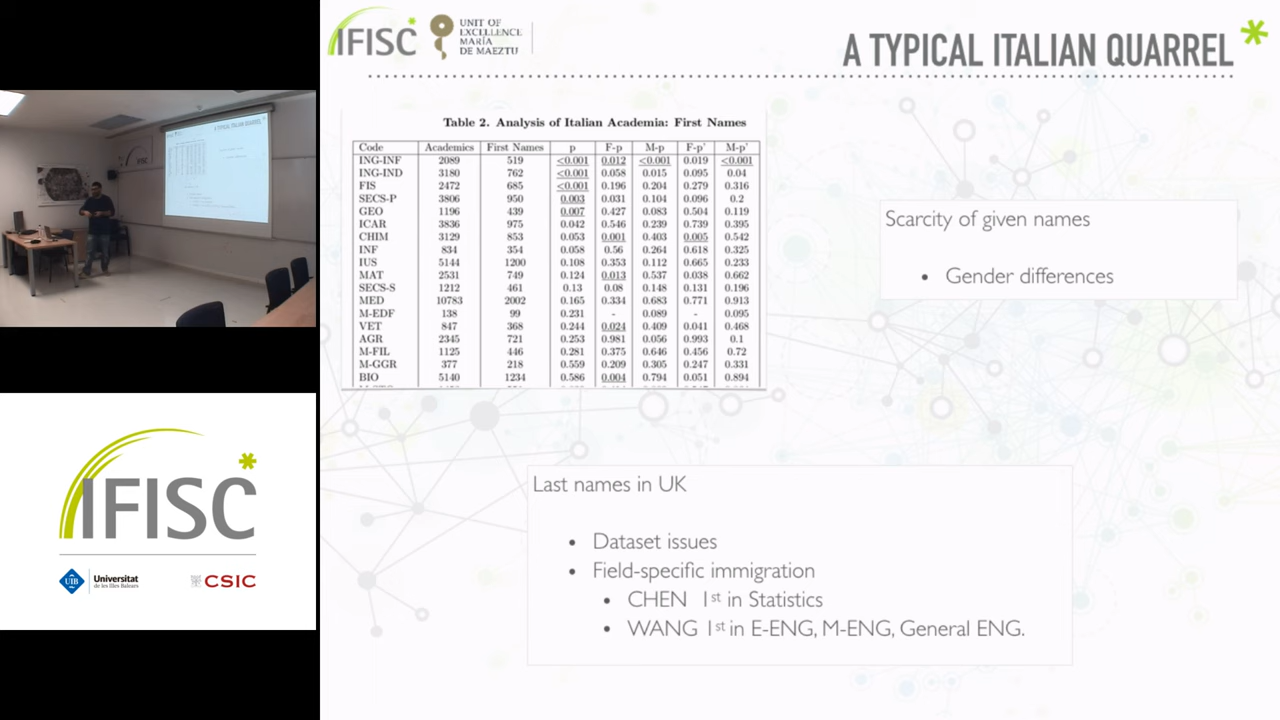 IFISC
UNIT OF
EXCELLENCE
MARÍA
DE MAEZTU
A TYPICAL ITALIAN QUARREL
Table 2. Analysis of Italian Academia: First Names
Code Academics First Names p F-p M-p F-p' M-p'
ING-INF 2089 519 <0.001 0.012 <0.001 0.019 <0.001
ING-IND 3180 762 <0.001 0.058 0.015 0.095 0.04
FIS 2472 685 <0.001 0.196 0.204 0.279 0.316
SECS-P 3806 950 0.003 0.031 0.104 0.096 0.2
GEO 1196 439 0.007 0.427 0.083 0.504 0.119
ICAR 3836 975 0.042 0.546 0.239 0.739 0.395
CHIM 3129 853 0.053 0.001 0.403 0.005 0.542
INF 834 354 0.058 0.56 0.264 0.618 0.325
IUS 5144 1200 0.108 0.353 0.112 0.665 0.233
MAT 2531 749 0.124 0.013 0.537 0.038 0.662
SECS-S 1212 461 0.13 0.08 0.148 0.131 0.196
MED 10783 2002 0.165 0.334 0.683 0.771 0.913
M-EDF 138 99 0.231 - 0.089 - 0.095
VET 847 368 0.244 0.024 0.409 0.041 0.468
AGR 2345 721 0.253 0.981 0.056 0.993 0.1
M-FIL 1125 446 0.281 0.375 0.646 0.456 0.72
M-GGR 377 218 0.559 0.209 0.305 0.247 0.331
BIO 5140 1234 0.586 0.004 0.794 0.051 0.894
Scarcity of given names
• Gender differences
Last names in UK
• Dataset issues
• Field-specific immigration
• CHEN 1st in Statistics
• WANG 1st in E-ENG, M-ENG, General ENG.
IFISC
UIB Universitat
de les Illes Balears
CSIC